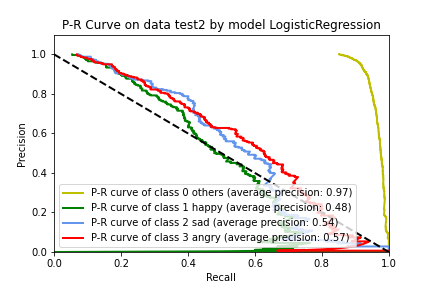 P-R Curve on data test2 by model LogisticRegression
1.0
0.8
0.6
0.4
0.2
0.0
Precision
P-R curve of class 0 others (average precision: 0.97)
P-R curve of class 1 happy (average precision: 0.48)
P-R curve of class 2 sad (average precision: 0.54)
P-R curve of class 3 angry (average precision: 0.57)
0.0 0.2 0.4 0.6 0.8 1.0
Recall